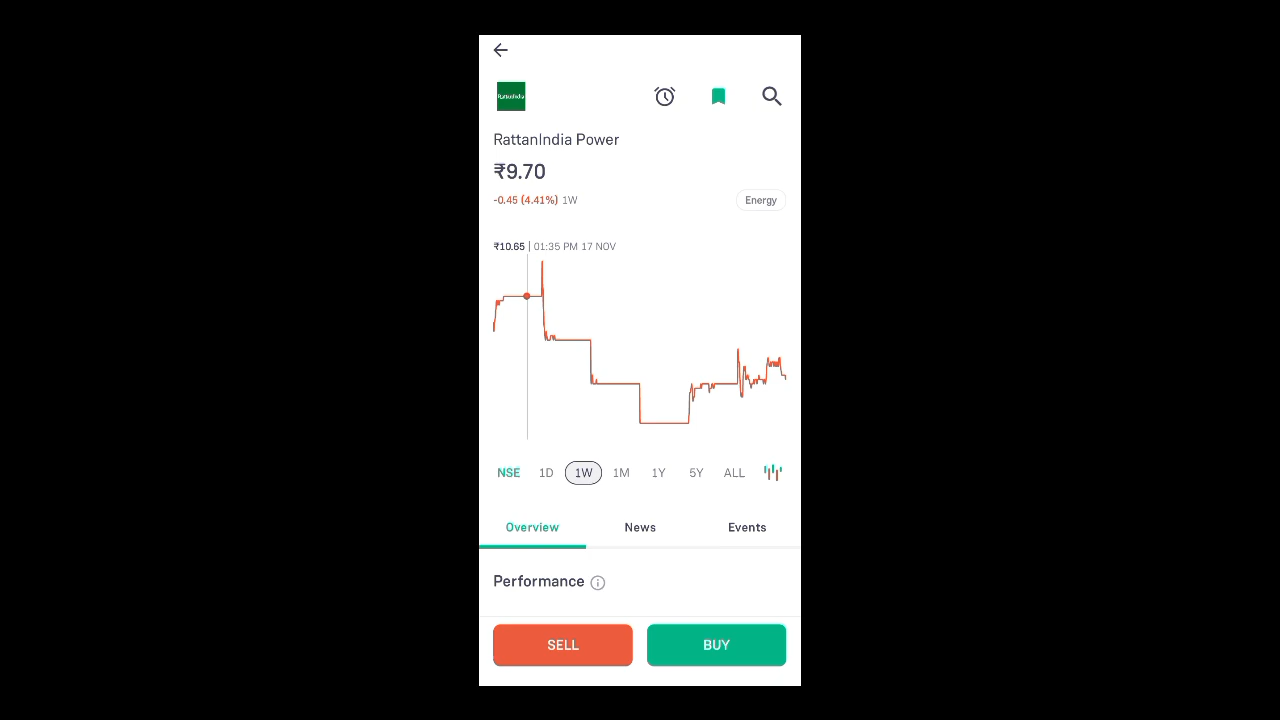 RattanIndia
RattanIndia Power
₹9.70
-0.45 (4.41%) 1W
Energy
₹10.65 | 01:35 PM 17 NOV
NSE 1D 1W 1M 1Y 5Y ALL
Overview News Events
Performance
SELL BUY